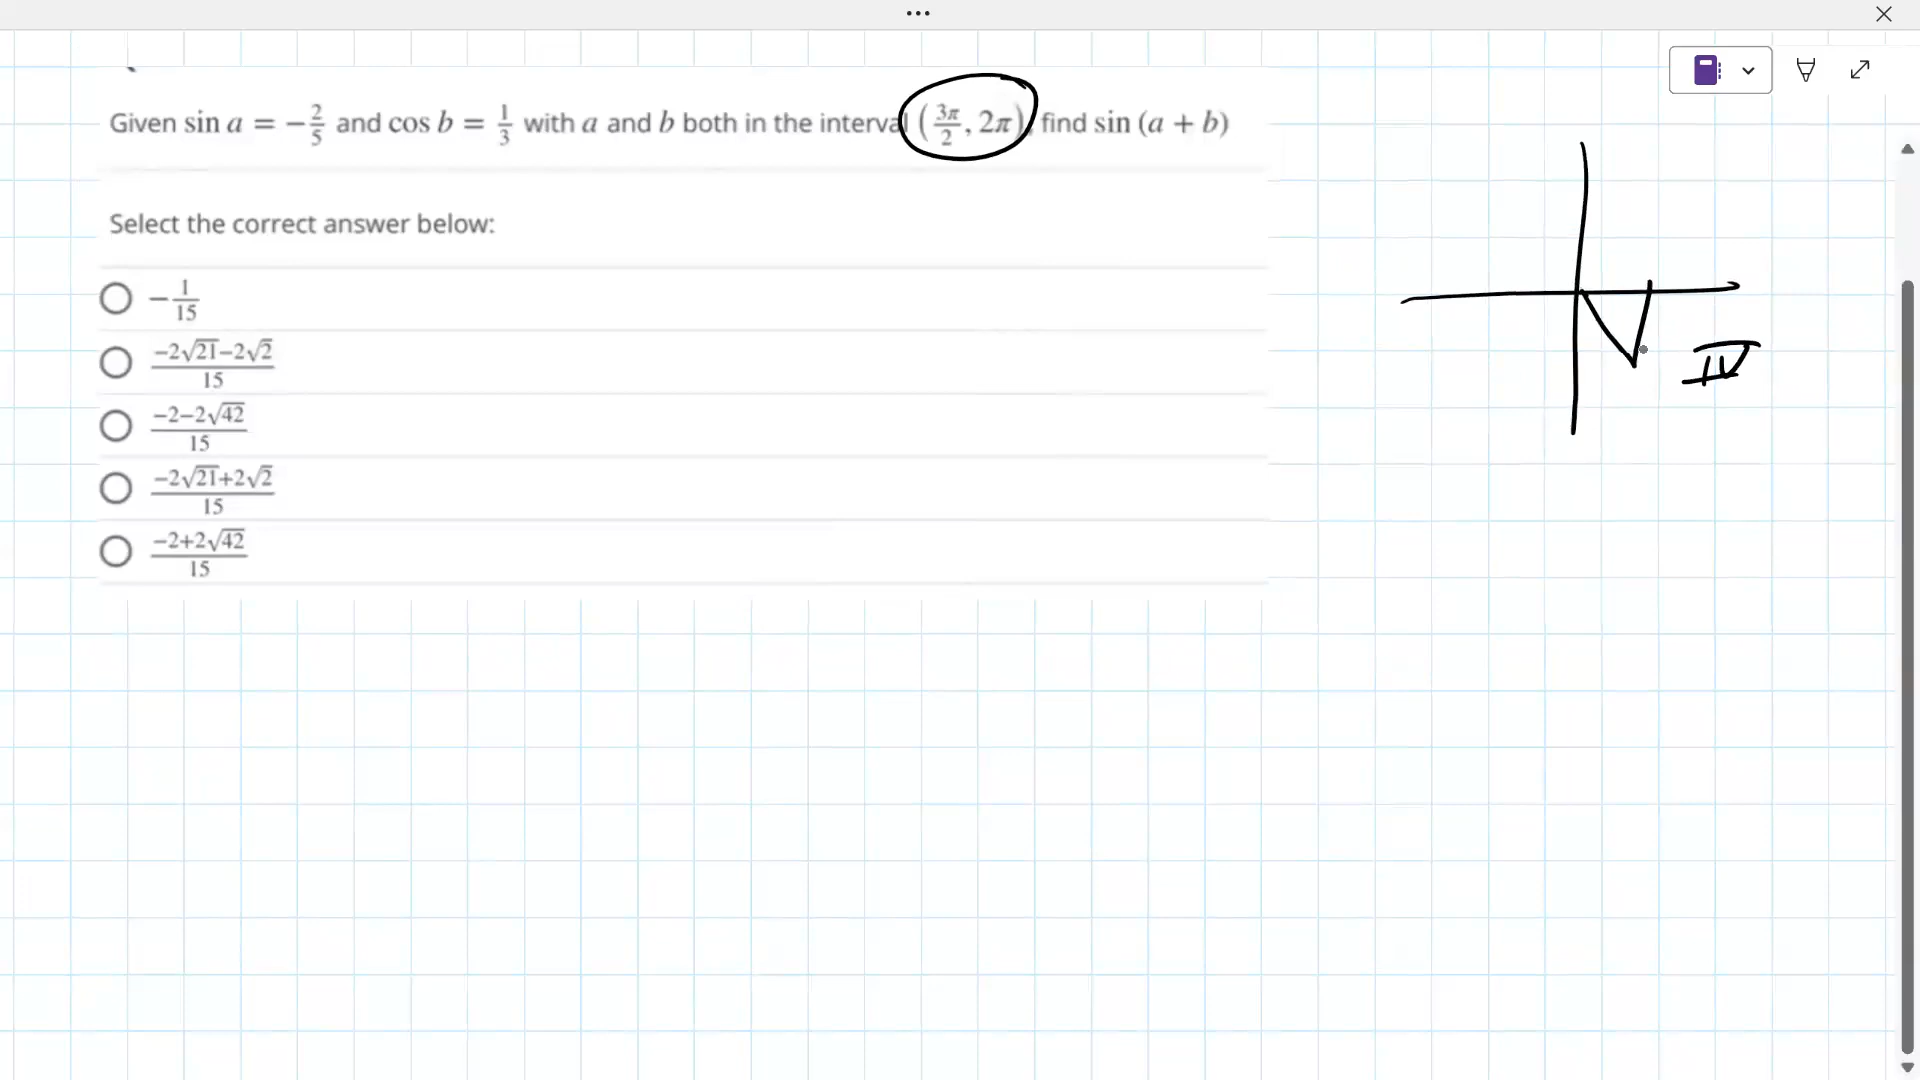 Given sin a = −2/5 and cos b = 1/3 with a and b both in the interval (3π/2, 2π), find sin (a + b)
Select the correct answer below:
−1/15
(−2√21−2√2)/15
(−2−2√42)/15
(−2√21+2√2)/15
(−2+2√42)/15
IV